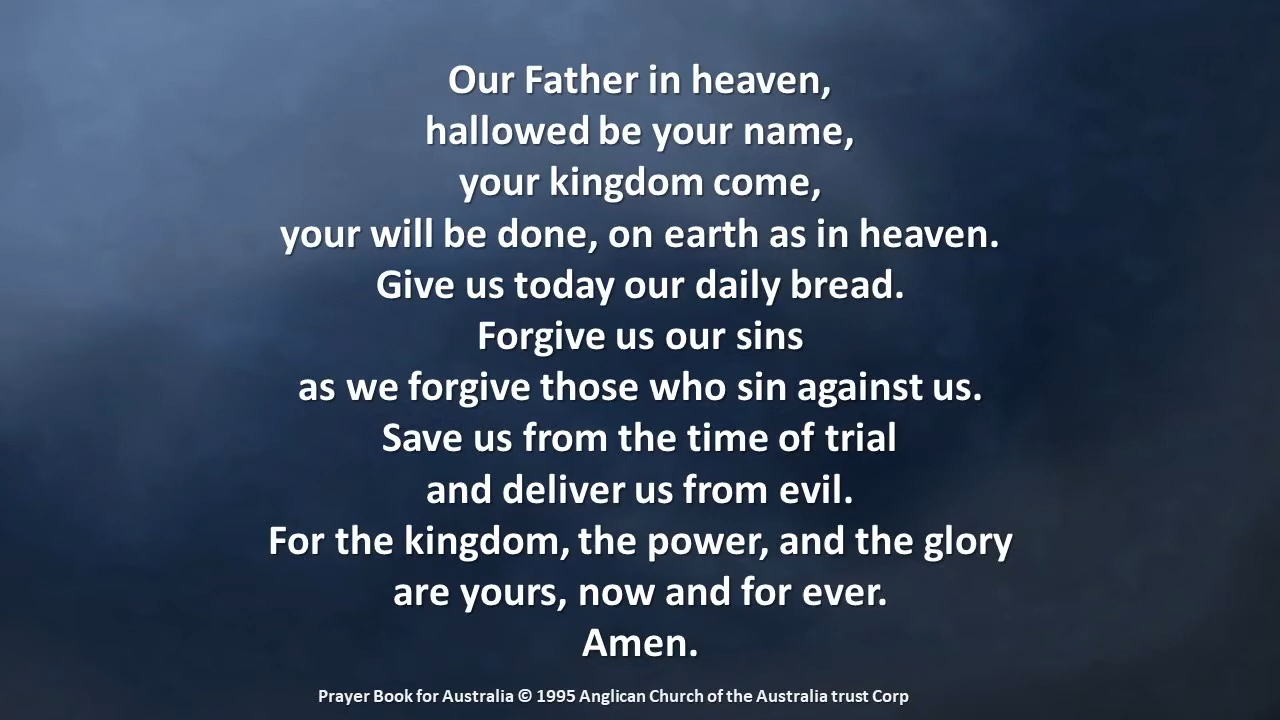 Our Father in heaven,
hallowed be your name,
your kingdom come,
your will be done, on earth as in heaven.
Give us today our daily bread.
Forgive us our sins
as we forgive those who sin against us.
Save us from the time of trial
and deliver us from evil.
For the kingdom, the power, and the glory
are yours, now and for ever.
Amen.
Prayer Book for Australia © 1995 Anglican Church of the Australia trust Corp